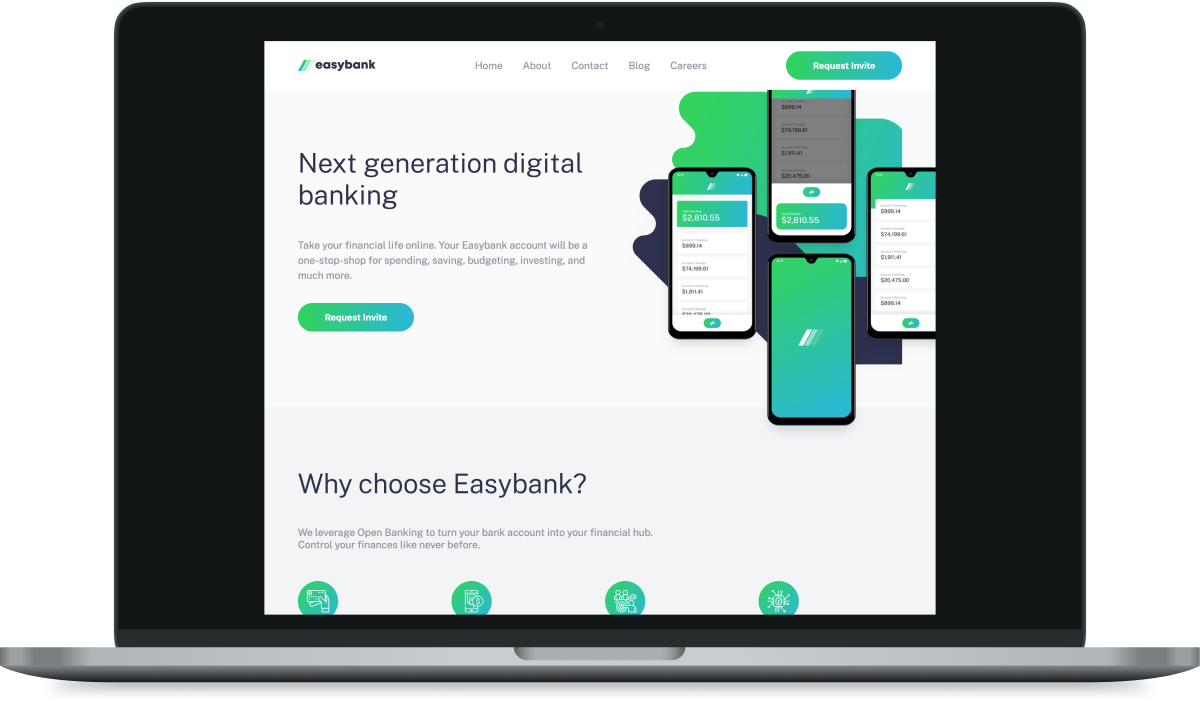 easybank
Home About Contact Blog Careers
Request Invite
Next generation digital
banking
Take your financial life online. Your Easybank account will be a
one-stop-shop for spending, saving, budgeting, investing, and
much more.
Request Invite
$899.14
$74,199.61
$1,911.41
$20,475.00
$2,810.55
$2,810.55
$899.14
$74,199.61
$1,911.41
$899.14
$74,199.61
$1,911.41
$20,475.00
$899.14
Why choose Easybank?
We leverage Open Banking to turn your bank account into your financial hub.
Control your finances like never before.